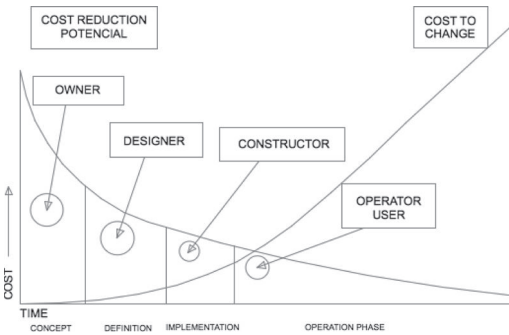 COST REDUCTION
POTENCIAL
COST TO
CHANGE
OWNER
DESIGNER
CONSTRUCTOR
OPERATOR
USER
COST
TIME
CONCEPT
DEFINITION
IMPLEMENTATION
OPERATION PHASE